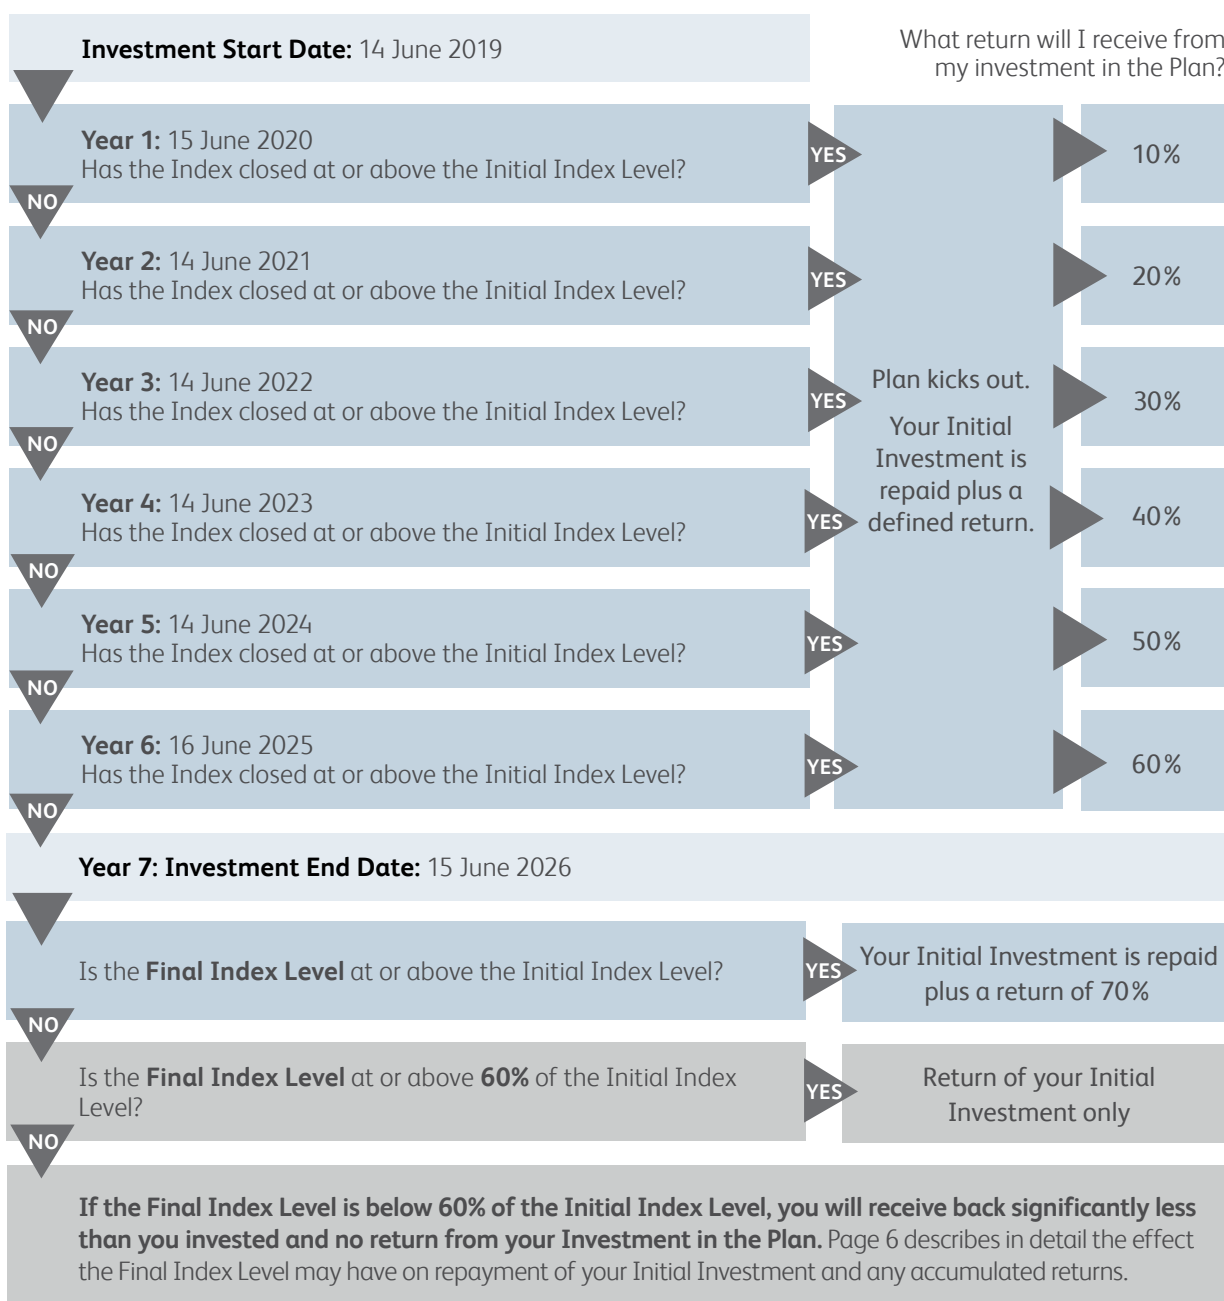 Investment Start Date: 14 June 2019
What return will I receive from
my investment in the Plan?
Year 1: 15 June 2020
Has the Index closed at or above the Initial Index Level?
YES
10%
NO
Year 2: 14 June 2021
Has the Index closed at or above the Initial Index Level?
YES
20%
NO
Year 3: 14 June 2022
Has the Index closed at or above the Initial Index Level?
YES
Plan kicks out.
Your Initial
Investment is
repaid plus a
defined return.
30%
NO
Year 4: 14 June 2023
Has the Index closed at or above the Initial Index Level?
YES
40%
NO
Year 5: 14 June 2024
Has the Index closed at or above the Initial Index Level?
YES
50%
NO
Year 6: 16 June 2025
Has the Index closed at or above the Initial Index Level?
YES
60%
NO
Year 7: Investment End Date: 15 June 2026
Is the Final Index Level at or above the Initial Index Level?
YES
Your Initial Investment is repaid
plus a return of 70%
NO
Is the Final Index Level at or above 60% of the Initial Index
Level?
YES
Return of your Initial
Investment only
NO
If the Final Index Level is below 60% of the Initial Index Level, you will receive back significantly less
than you invested and no return from your Investment in the Plan. Page 6 describes in detail the effect
the Final Index Level may have on repayment of your Initial Investment and any accumulated returns.